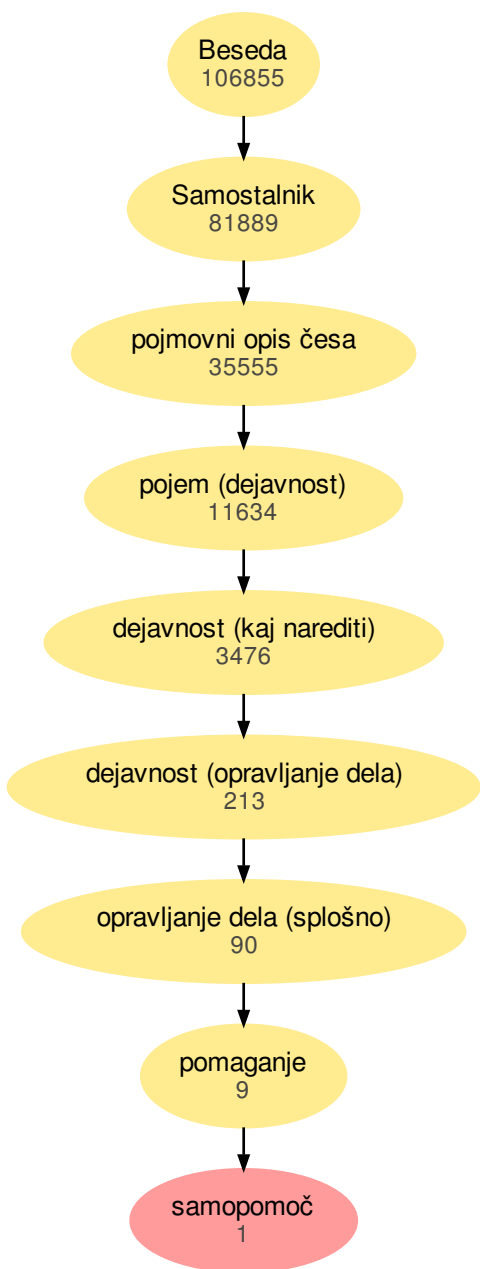 Beseda
106855
Samostalnik
81889
pojmovni opis česa
35555
pojem (dejavnost)
11634
dejavnost (kaj narediti)
3476
dejavnost (opravljanje dela)
213
opravljanje dela (splošno)
90
pomaganje
9
samopomoč
1